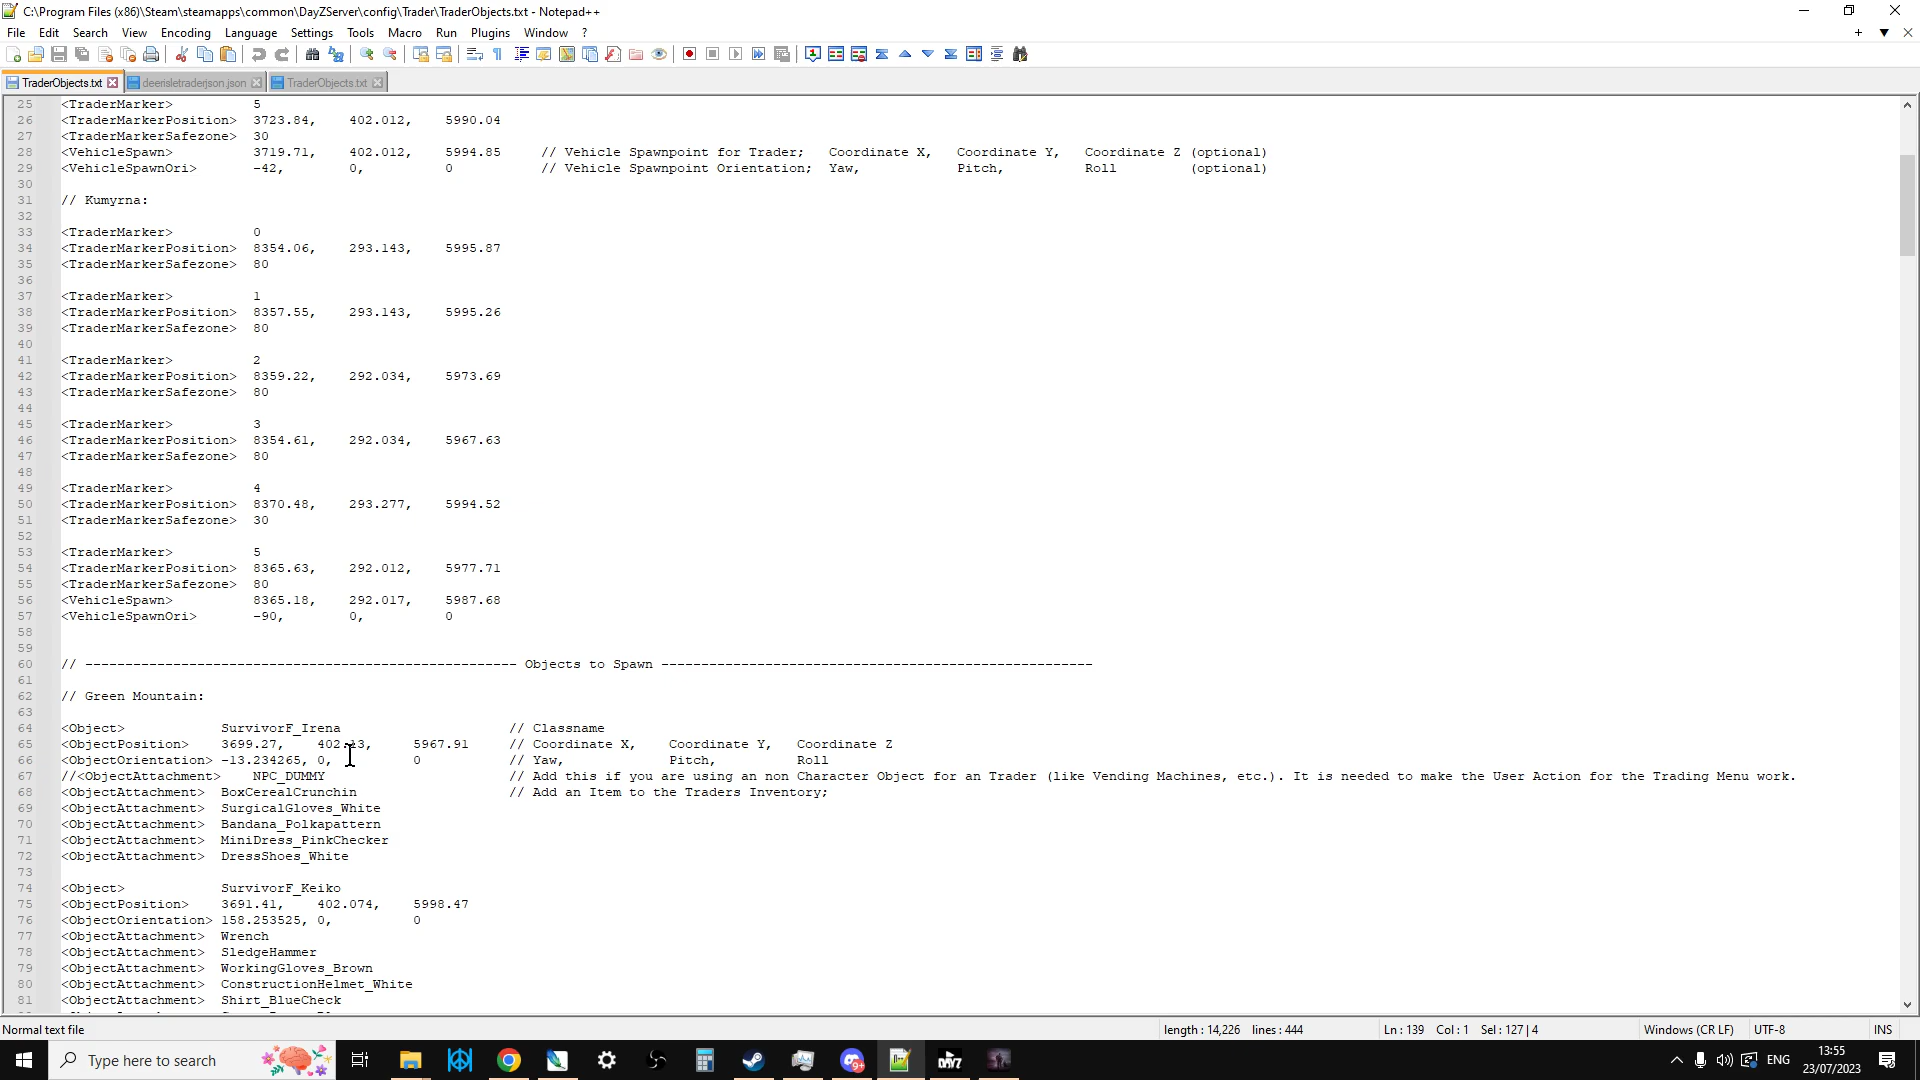 C:\Program Files (x86)\Steam\steamapps\common\DayZServer\config\Trader\TraderObjects.txt - Notepad++
File Edit Search View Encoding Language Settings Tools Macro Run Plugins Window ?
TraderObjects.txt deerisletraderjson.json TraderObjects.txt
25 <TraderMarker> 5
26 <TraderMarkerPosition> 3723.84, 402.012, 5990.04
27 <TraderMarkerSafezone> 30
28 <VehicleSpawn> 3719.71, 402.012, 5994.85 // Vehicle Spawnpoint for Trader; Coordinate X, Coordinate Y, Coordinate Z (optional)
29 <VehicleSpawnOri> -42, 0, 0 // Vehicle Spawnpoint Orientation; Yaw, Pitch, Roll (optional)
30
31 // Kumyrna:
32
33 <TraderMarker> 0
34 <TraderMarkerPosition> 8354.06, 293.143, 5995.87
35 <TraderMarkerSafezone> 80
36
37 <TraderMarker> 1
38 <TraderMarkerPosition> 8357.55, 293.143, 5995.26
39 <TraderMarkerSafezone> 80
40
41 <TraderMarker> 2
42 <TraderMarkerPosition> 8359.22, 292.034, 5973.69
43 <TraderMarkerSafezone> 80
44
45 <TraderMarker> 3
46 <TraderMarkerPosition> 8354.61, 292.034, 5967.63
47 <TraderMarkerSafezone> 80
48
49 <TraderMarker> 4
50 <TraderMarkerPosition> 8370.48, 293.277, 5994.52
51 <TraderMarkerSafezone> 30
52
53 <TraderMarker> 5
54 <TraderMarkerPosition> 8365.63, 292.012, 5977.71
55 <TraderMarkerSafezone> 80
56 <VehicleSpawn> 8365.18, 292.017, 5987.68
57 <VehicleSpawnOri> -90, 0, 0
58
59
60 // ------------------------------------------------------ Objects to Spawn ------------------------------------------------------
61
62 // Green Mountain:
63
64 <Object> SurvivorF_Irena // Classname
65 <ObjectPosition> 3699.27, 402.13, 5967.91 // Coordinate X, Coordinate Y, Coordinate Z
66 <ObjectOrientation> -13.234265, 0, 0 // Yaw, Pitch, Roll
67 //<ObjectAttachment> NPC_DUMMY // Add this if you are using an non Character Object for an Trader (like Vending Machines, etc.). It is needed to make the User Action for the Trading Menu work.
68 <ObjectAttachment> BoxCerealCrunchin // Add an Item to the Traders Inventory;
69 <ObjectAttachment> SurgicalGloves_White
70 <ObjectAttachment> Bandana_Polkapattern
71 <ObjectAttachment> MiniDress_PinkChecker
72 <ObjectAttachment> DressShoes_White
73
74 <Object> SurvivorF_Keiko
75 <ObjectPosition> 3691.41, 402.074, 5998.47
76 <ObjectOrientation> 158.253525, 0, 0
77 <ObjectAttachment> Wrench
78 <ObjectAttachment> SledgeHammer
79 <ObjectAttachment> WorkingGloves_Brown
80 <ObjectAttachment> ConstructionHelmet_White
81 <ObjectAttachment> Shirt_BlueCheck
Normal text file length : 14,226 lines : 444 Ln : 139 Col : 1 Sel : 127 | 4 Windows (CR LF) UTF-8 INS
Type here to search ENG 13:55
23/07/2023